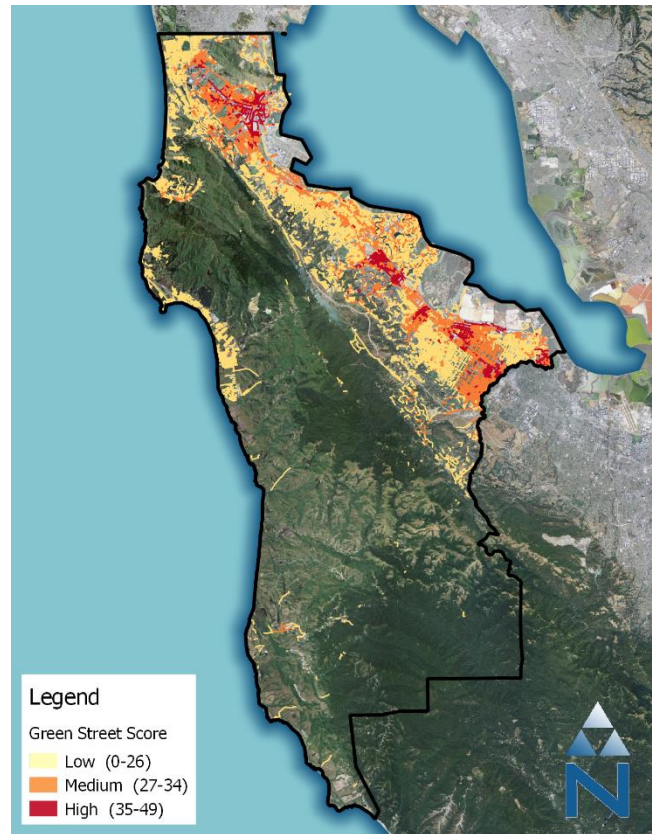 Legend
Green Street Score
Low (0-26)
Medium (27-34)
High (35-49)
N